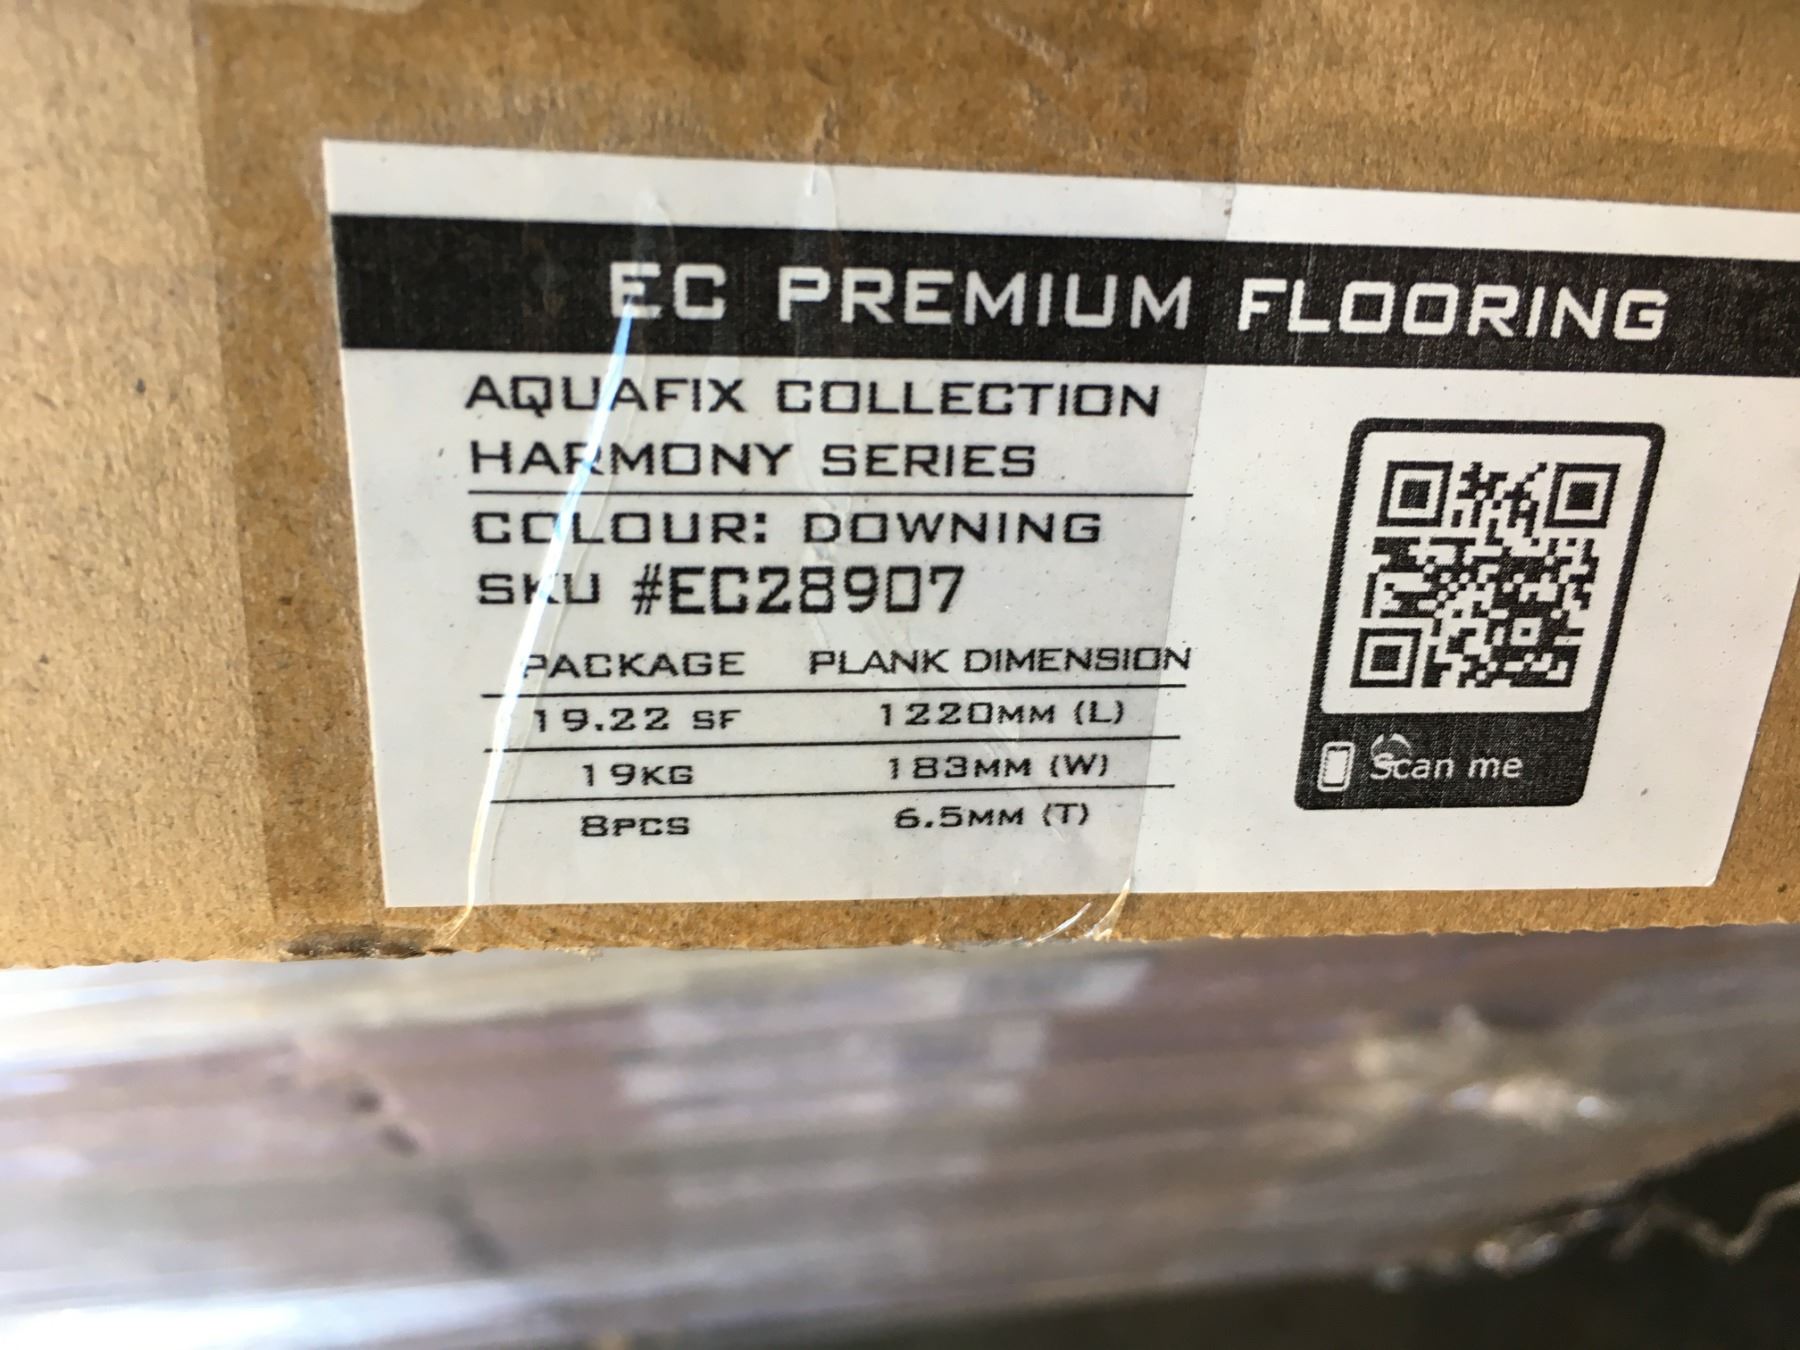 EC PREMIUM FLOORING
AQUAFIX COLLECTION
HARMONY SERIES
COLOUR: DOWNING
SKU #EC28907
PACKAGE PLANK DIMENSION
19.22 SF 1220MM (L)
19KG 183MM (W)
8PCS 6.5MM (T)
Scan me